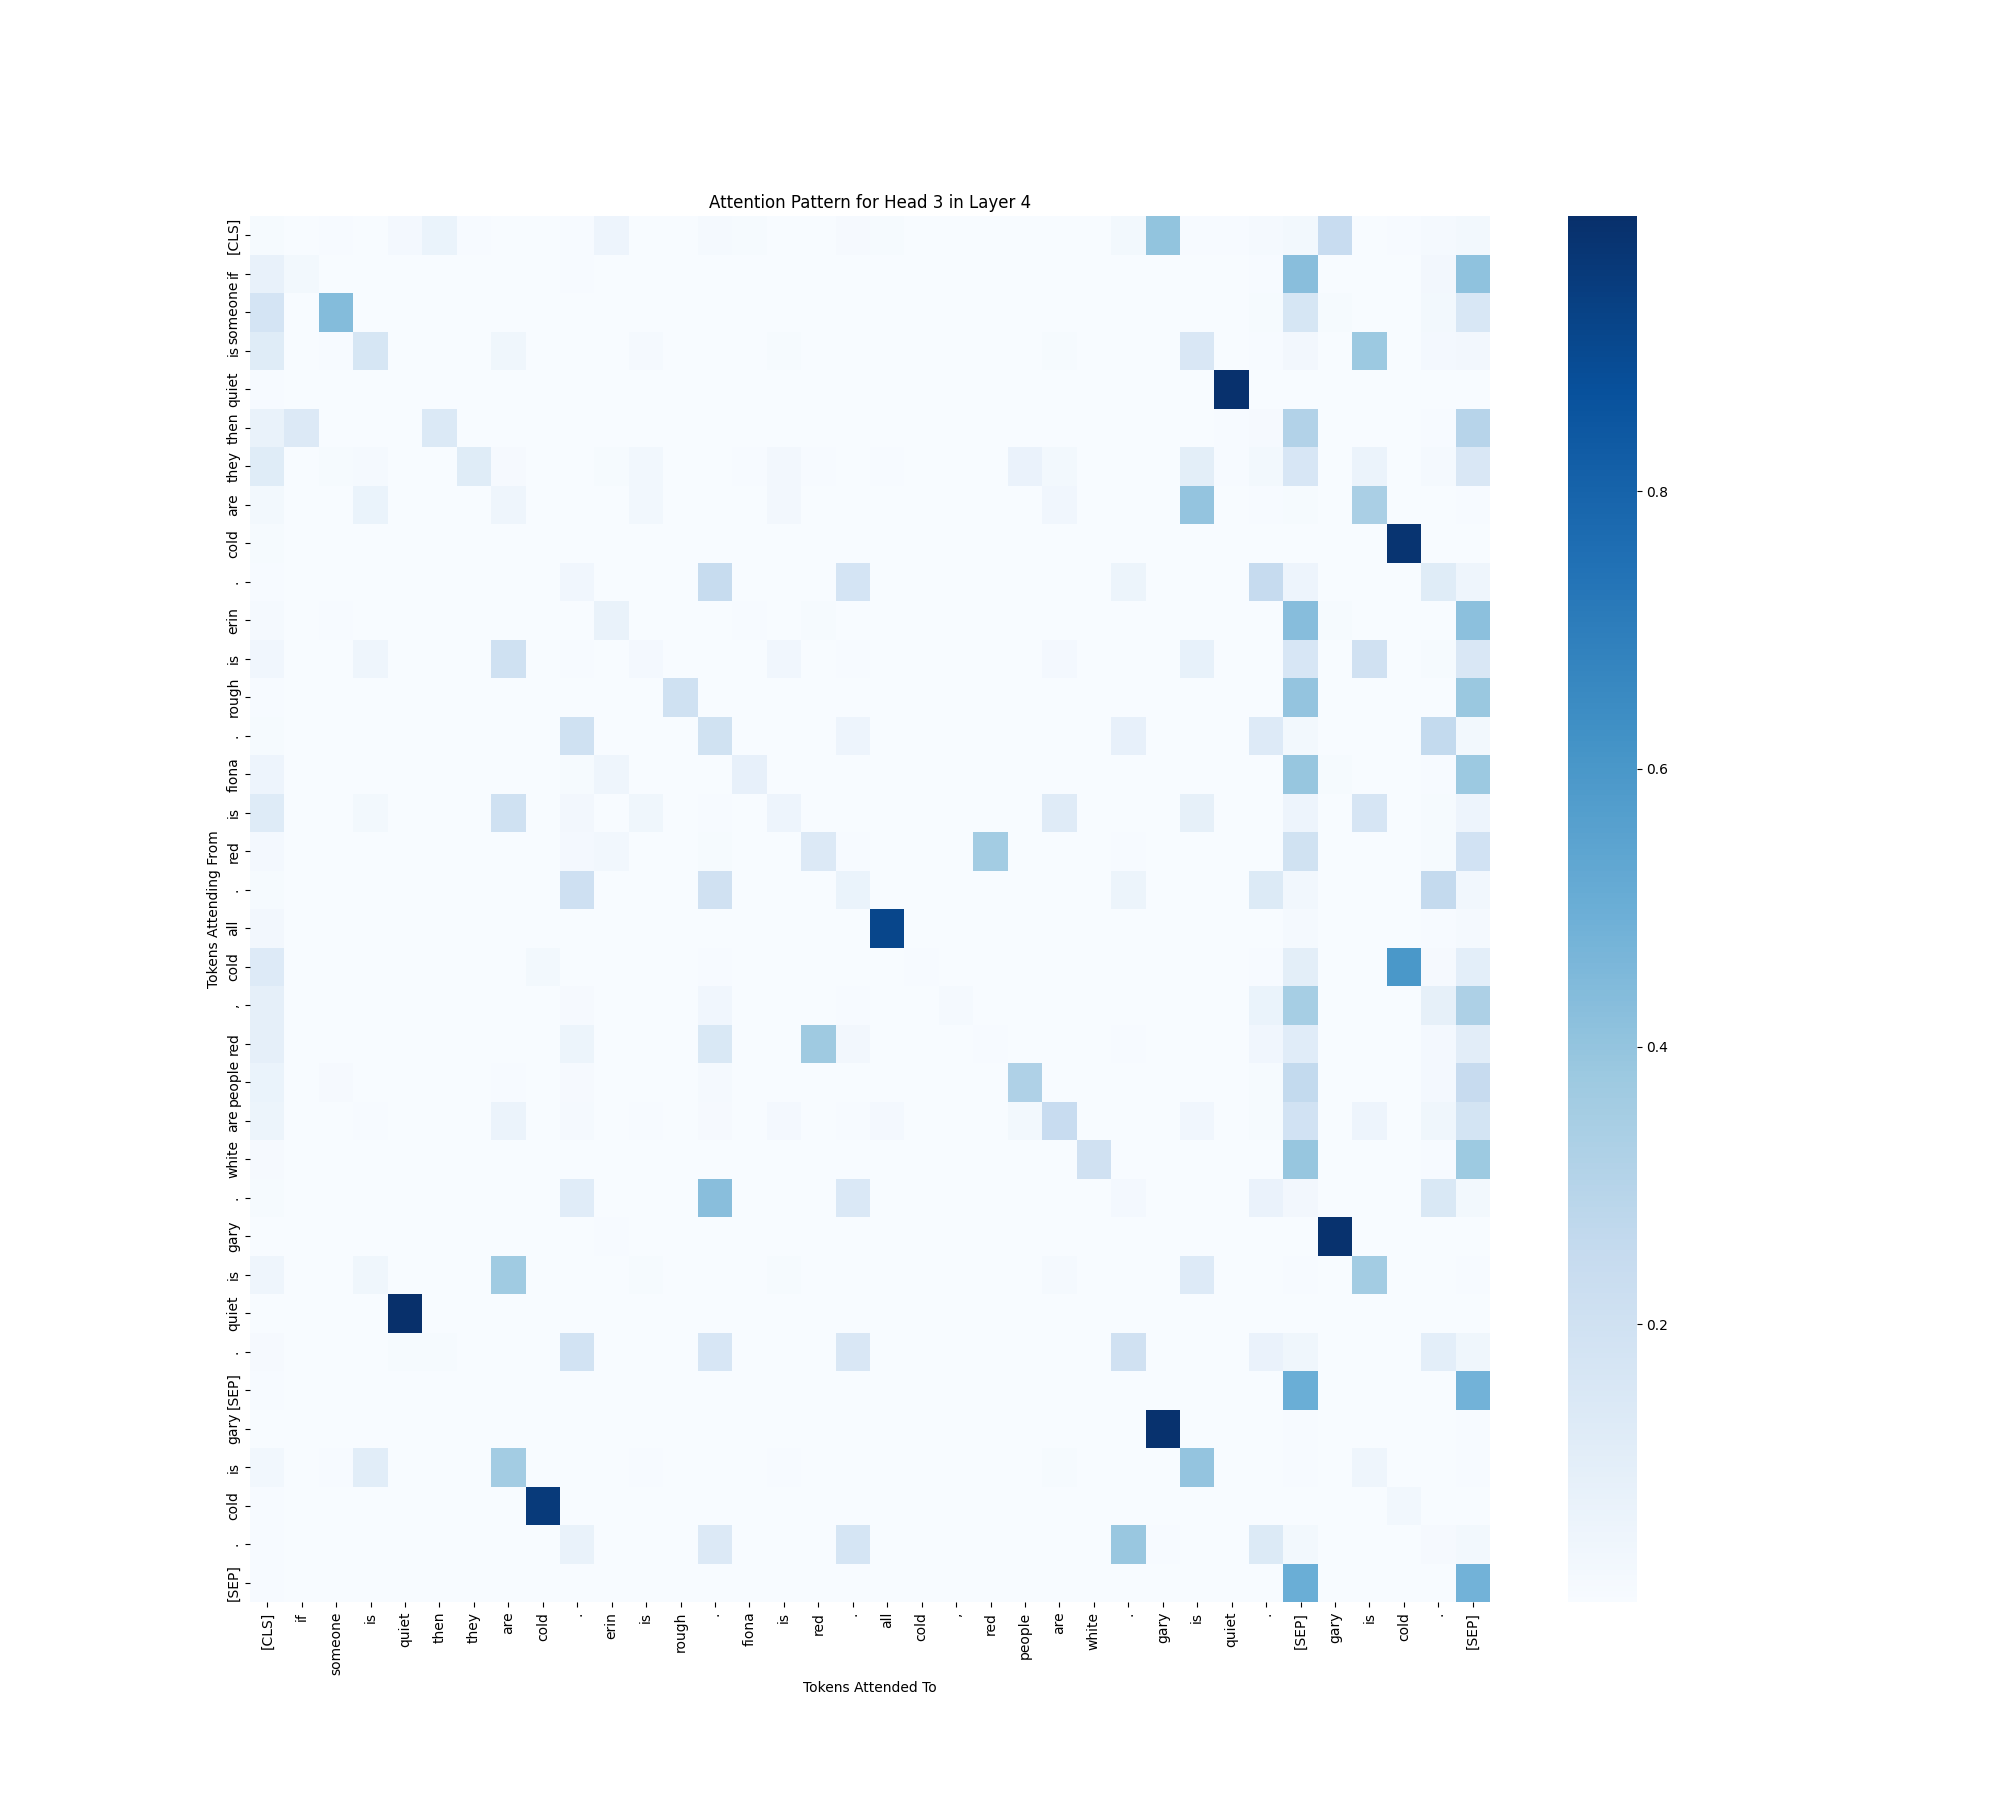 Attention Pattern for Head 3 in Layer 4
Tokens Attending From
[CLS]
if
someone
is
quiet
then
they
are
cold
.
erin
is
rough
.
fiona
is
red
.
all
cold
,
red
people
are
white
.
gary
is
quiet
.
[SEP]
gary
is
cold
.
[SEP]
[CLS] if someone is quiet then they are cold . erin is rough . fiona is red . all cold , red people are white . gary is quiet . [SEP] gary is cold . [SEP]
Tokens Attended To
0.8
0.6
0.4
0.2